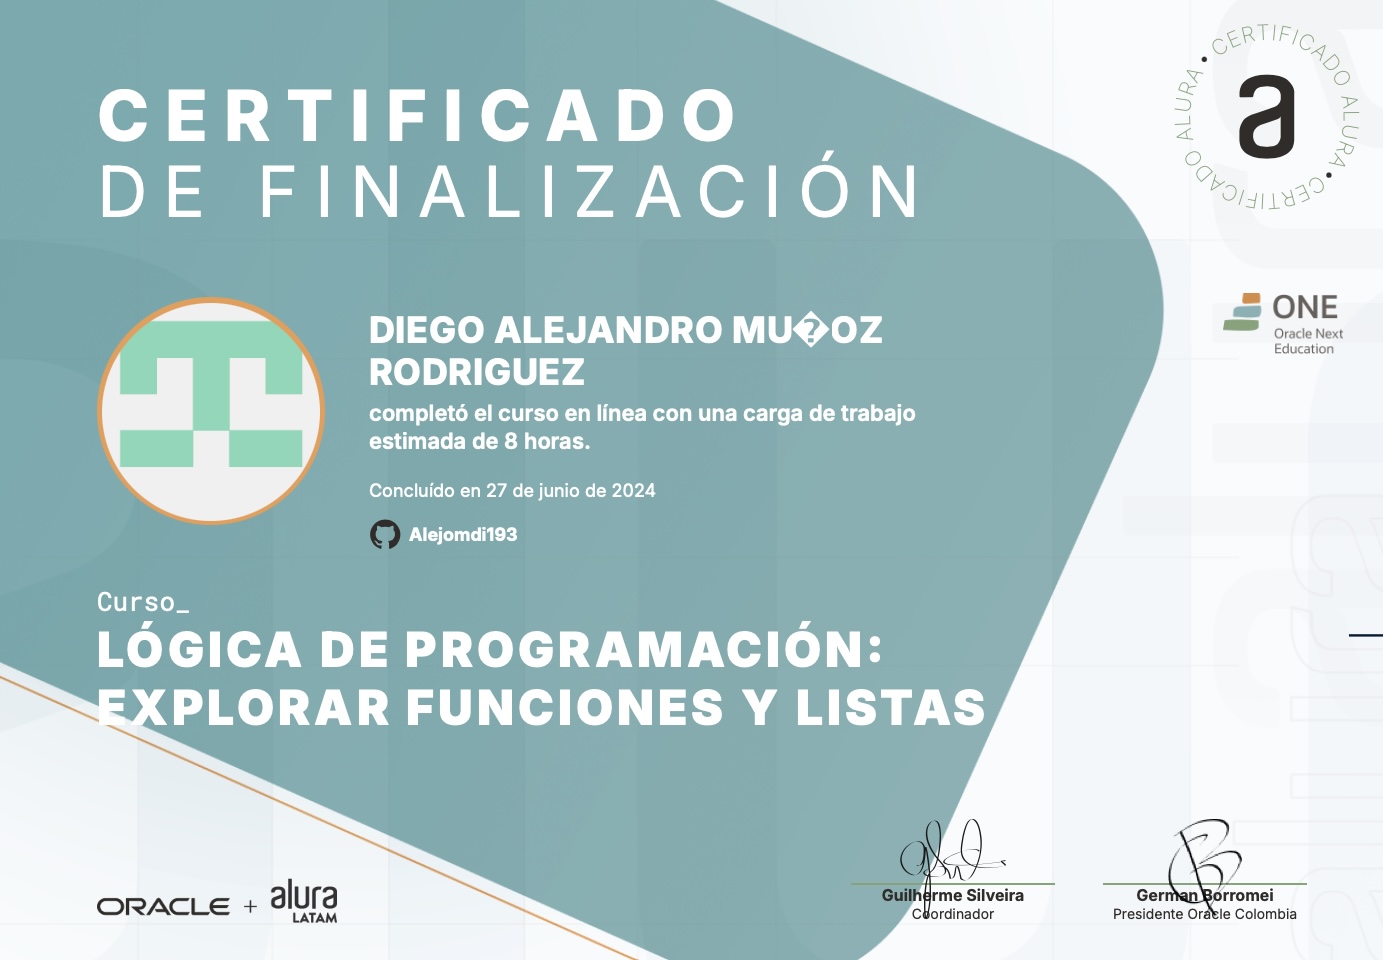 CERTIFICADO
DE FINALIZACIÓN
CERTIFICADO ALURA • CERTIFICADO ALURA •
a
ONE
Oracle Next
Education
DIEGO ALEJANDRO MU�OZ
RODRIGUEZ
completó el curso en línea con una carga de trabajo
estimada de 8 horas.
Concluído en 27 de junio de 2024
Alejomdi193
Curso_
LÓGICA DE PROGRAMACIÓN:
EXPLORAR FUNCIONES Y LISTAS
ORACLE + alura
LATAM
Guilherme Silveira
Coordinador
German Borromei
Presidente Oracle Colombia